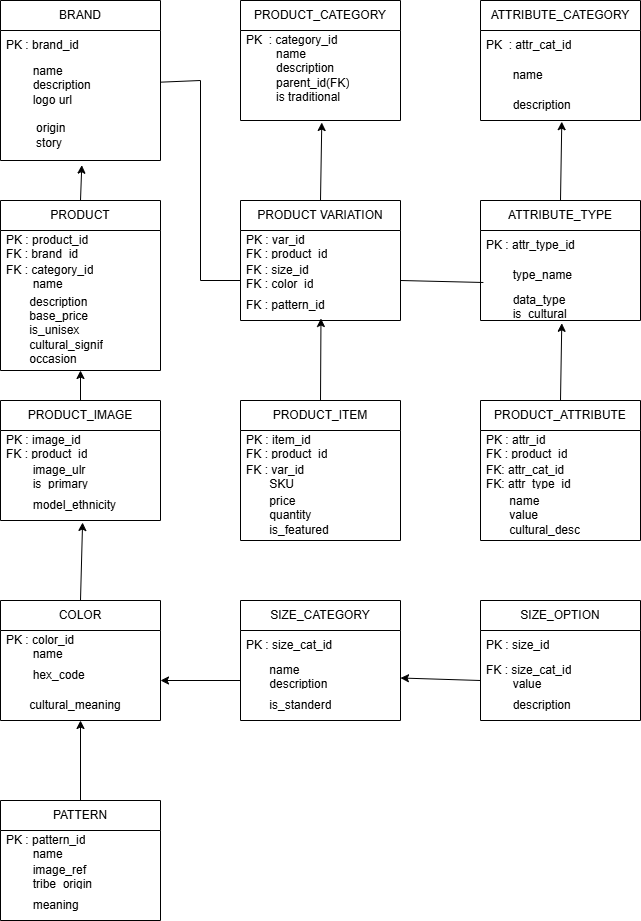 BRAND
PK : brand_id
name
description
logo url
origin
story
PRODUCT_CATEGORY
PK : category_id
name
description
parent_id(FK)
is traditional
ATTRIBUTE_CATEGORY
PK : attr_cat_id
name
description
PRODUCT
PK : product_id
FK : brand_id
FK : category_id
name
description
base_price
is_unisex
cultural_signif
occasion
PRODUCT VARIATION
PK : var_id
FK : product_id
FK : size_id
FK : color_id
FK : pattern_id
ATTRIBUTE_TYPE
PK : attr_type_id
type_name
data_type
is_cultural
PRODUCT_IMAGE
PK : image_id
FK : product_id
image_ulr
is_primary
model_ethnicity
PRODUCT_ITEM
PK : item_id
FK : product_id
FK : var_id
SKU
price
quantity
is_featured
PRODUCT_ATTRIBUTE
PK : attr_id
FK : product_id
FK: attr_cat_id
FK: attr_type_id
name
value
cultural_desc
COLOR
PK : color_id
name
hex_code
cultural_meaning
SIZE_CATEGORY
PK : size_cat_id
name
description
is_standerd
SIZE_OPTION
PK : size_id
FK : size_cat_id
value
description
PATTERN
PK : pattern_id
name
image_ref
tribe_origin
meaning